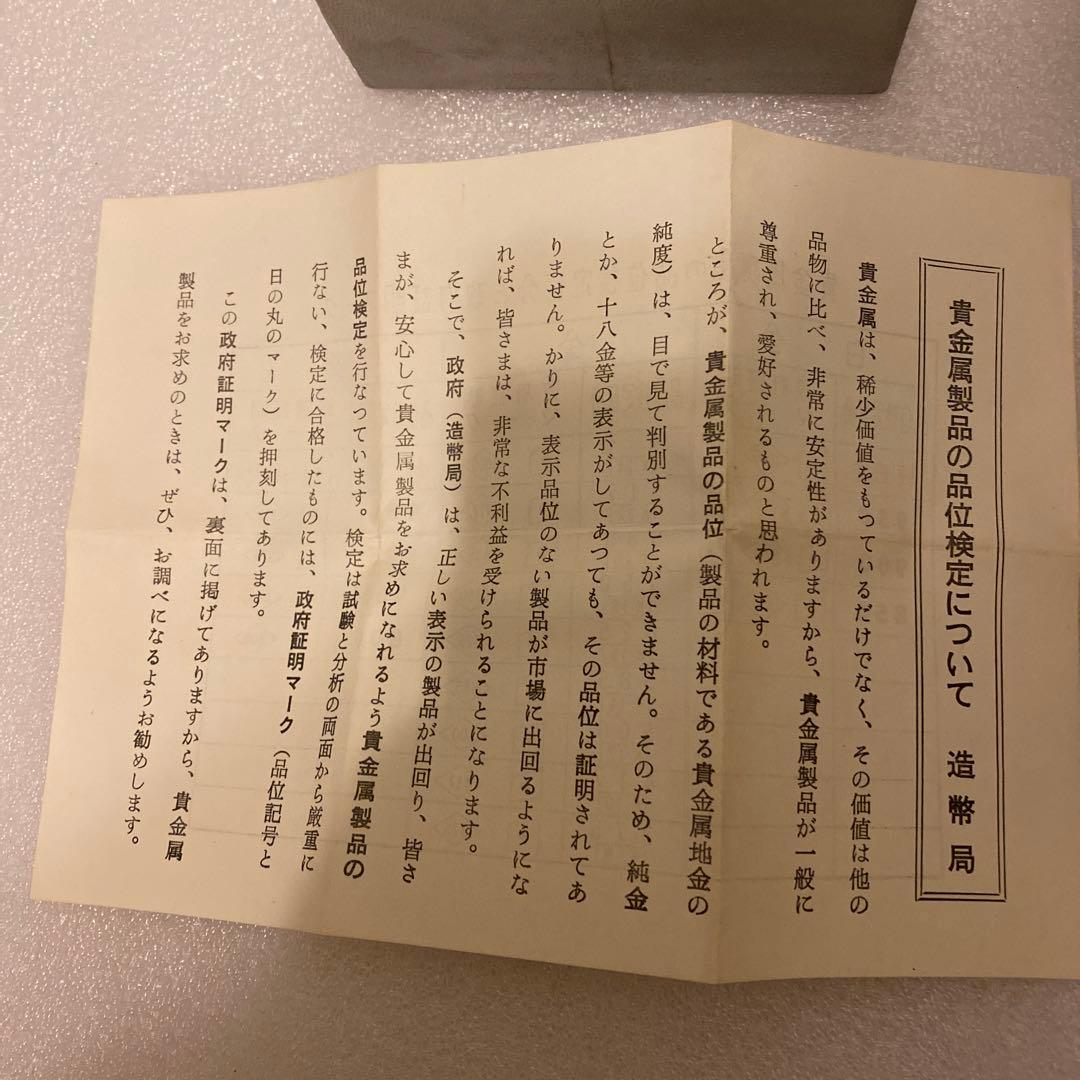 貴金属製品の品位検定について　造幣局
貴金属は、稀少価値をもつているだけでなく、その価値は他の
品物に比べ、非常に安定性がありますから、貴金属製品が一般に
尊重され、愛好されるものと思われます。
ところが、貴金属製品の品位（製品の材料である貴金属地金の
純度）は、目で見て判別することができません。そのため、純金
とか、十八金等の表示がしてあつても、その品位は証明されてあ
りません。かりに、表示品位のない製品が市場に出回るようにな
れば、皆さまは、非常な不利益を受けられることになります。
そこで、政府（造幣局）は、正しい表示の製品が出回り、皆さ
まが、安心して貴金属製品をお求めになれるよう貴金属製品の
品位検定を行なつています。検定は試験と分析の両面から厳重に
行ない、検定に合格したものには、政府証明マーク（品位記号と
日の丸のマーク）を押刻してあります。
この政府証明マークは、裏面に掲げてありますから、貴金属
製品をお求めのときは、ぜひ、お調べになるようお勧めします。